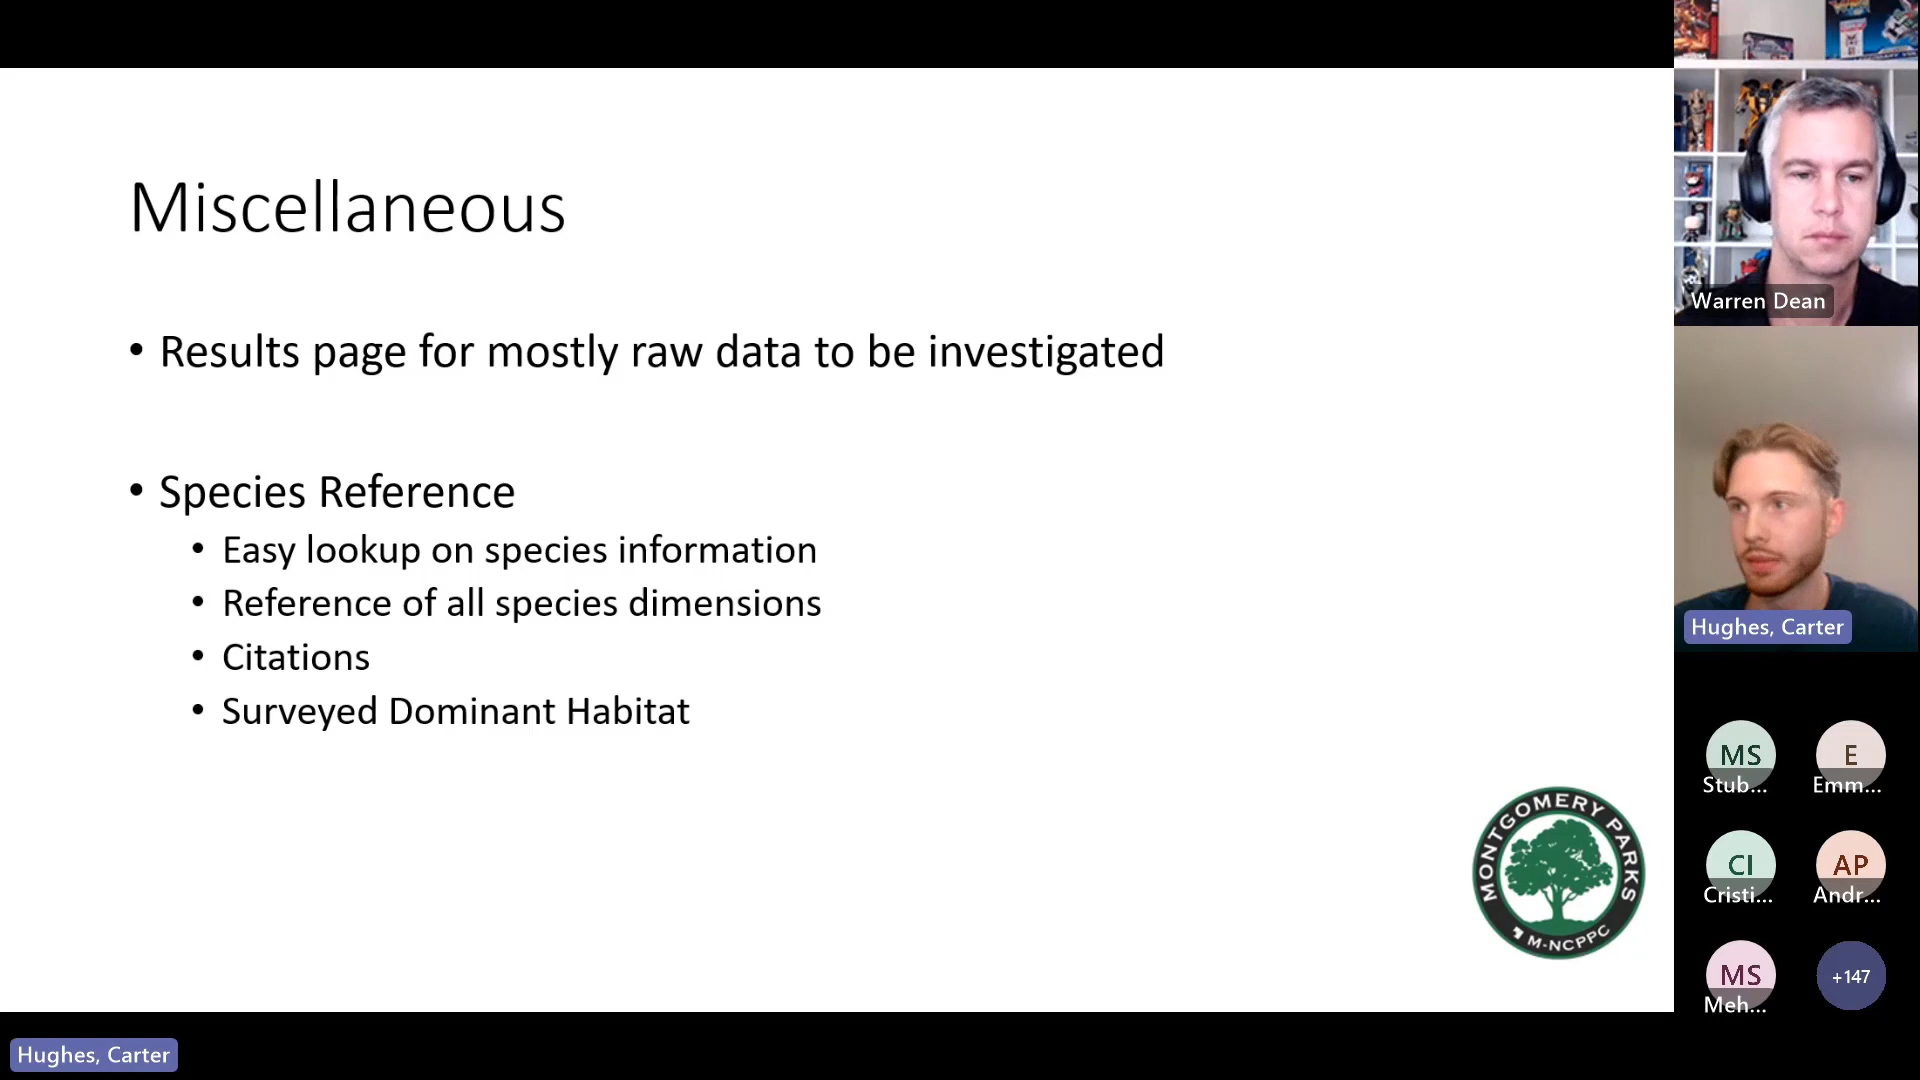 Miscellaneous
• Results page for mostly raw data to be investigated
• Species Reference
• Easy lookup on species information
• Reference of all species dimensions
• Citations
• Surveyed Dominant Habitat
MONTGOMERY PARKS
M-NCPPC
Warren Dean
Hughes, Carter
MS
Stub...
E
Emm...
CI
Cristi...
AP
Andr...
MS
Meh...
+147
Hughes, Carter